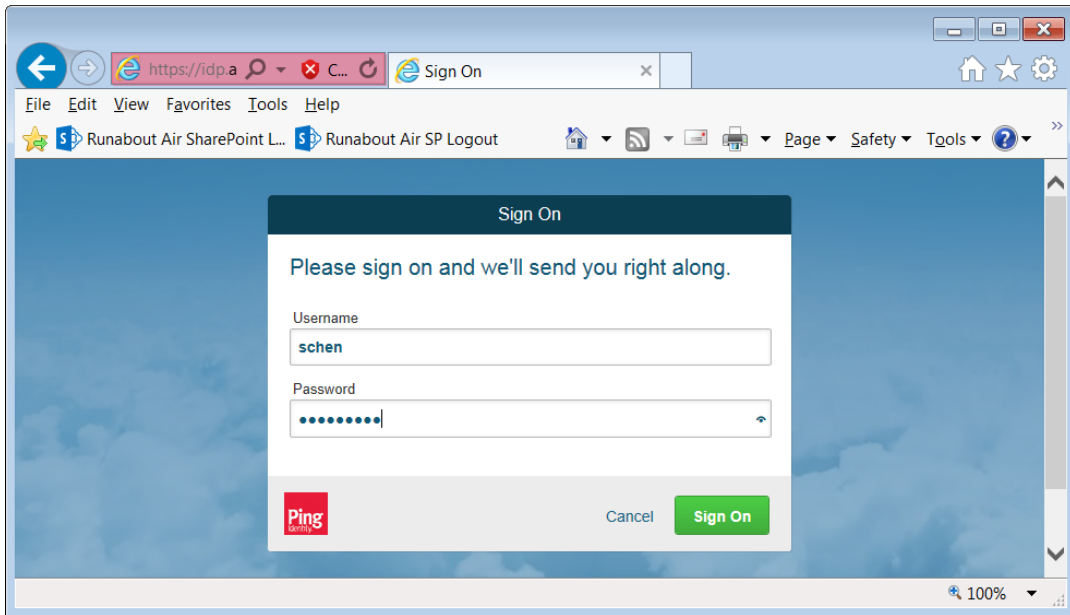 https://idp.a
C...
Sign On
File Edit View Favorites Tools Help
Runabout Air SharePoint L... Runabout Air SP Logout
Page Safety Tools
Sign On
Please sign on and we'll send you right along.
Username
schen
Password
Ping
Identity
Cancel
Sign On
100%